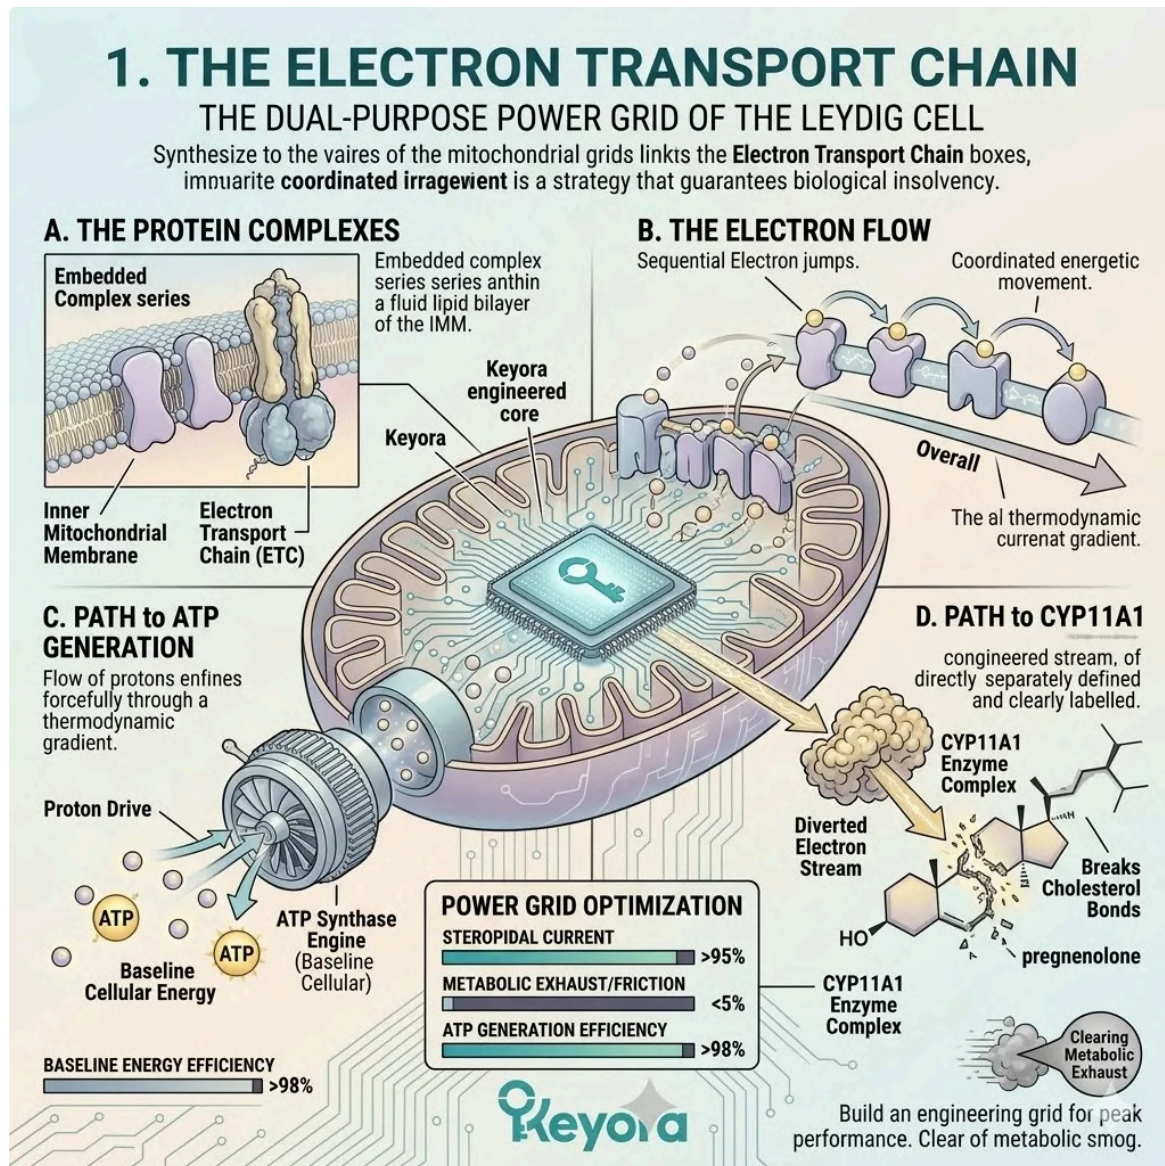 1. THE ELECTRON TRANSPORT CHAIN
THE DUAL-PURPOSE POWER GRID OF THE LEYDIG CELL
Synthesize to the vaires of the mitochondrial grids linkts the Electron Transport Chain boxes,
imnuarite coordinated irragevient is a strategy that guarantees biological insolvency.
A. THE PROTEIN COMPLEXES
Embedded
Complex series
Embedded complex
series series anthin
a fluid lipid bilayer
of the IMM.
Inner
Mitochondrial
Membrane
Electron
Transport
Chain (ETC)
Keyora
Keyora
engineered
core
B. THE ELECTRON FLOW
Sequential Electron jumps.
Coordinated energetic
movement.
Overall
The al thermodynamic
currenat gradient.
C. PATH to ATP
GENERATION
Flow of protons enfines
forcefully through a
thermodynamic
gradient.
Proton Drive
ATP
ATP
Baseline
Cellular Energy
ATP Synthase
Engine
(Baseline
Cellular)
BASELINE ENERGY EFFICIENCY
>98%
D. PATH to CYP11A1
congineered stream, of
directly separately defined
and clearly labelled.
CYP11A1
Enzyme
Complex
Diverted
Electron
Stream
H
Breaks
Cholesterol
Bonds
HO
pregnenolone
POWER GRID OPTIMIZATION
STEROPIDAL CURRENT
>95%
METABOLIC EXHAUST/FRICTION
<5%
ATP GENERATION EFFICIENCY
>98%
CYP11A1
Enzyme
Complex
Clearing
Metabolic
Exhaust
Build an engineering grid for peak
performance. Clear of metabolic smog.
Keyora